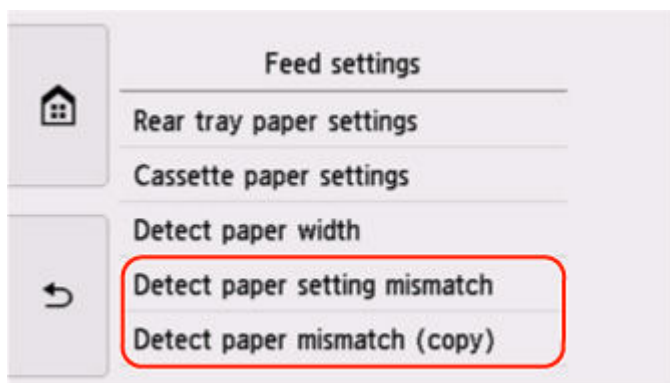 Feed settings
Rear tray paper settings
Cassette paper settings
Detect paper width
Detect paper setting mismatch
Detect paper mismatch (copy)